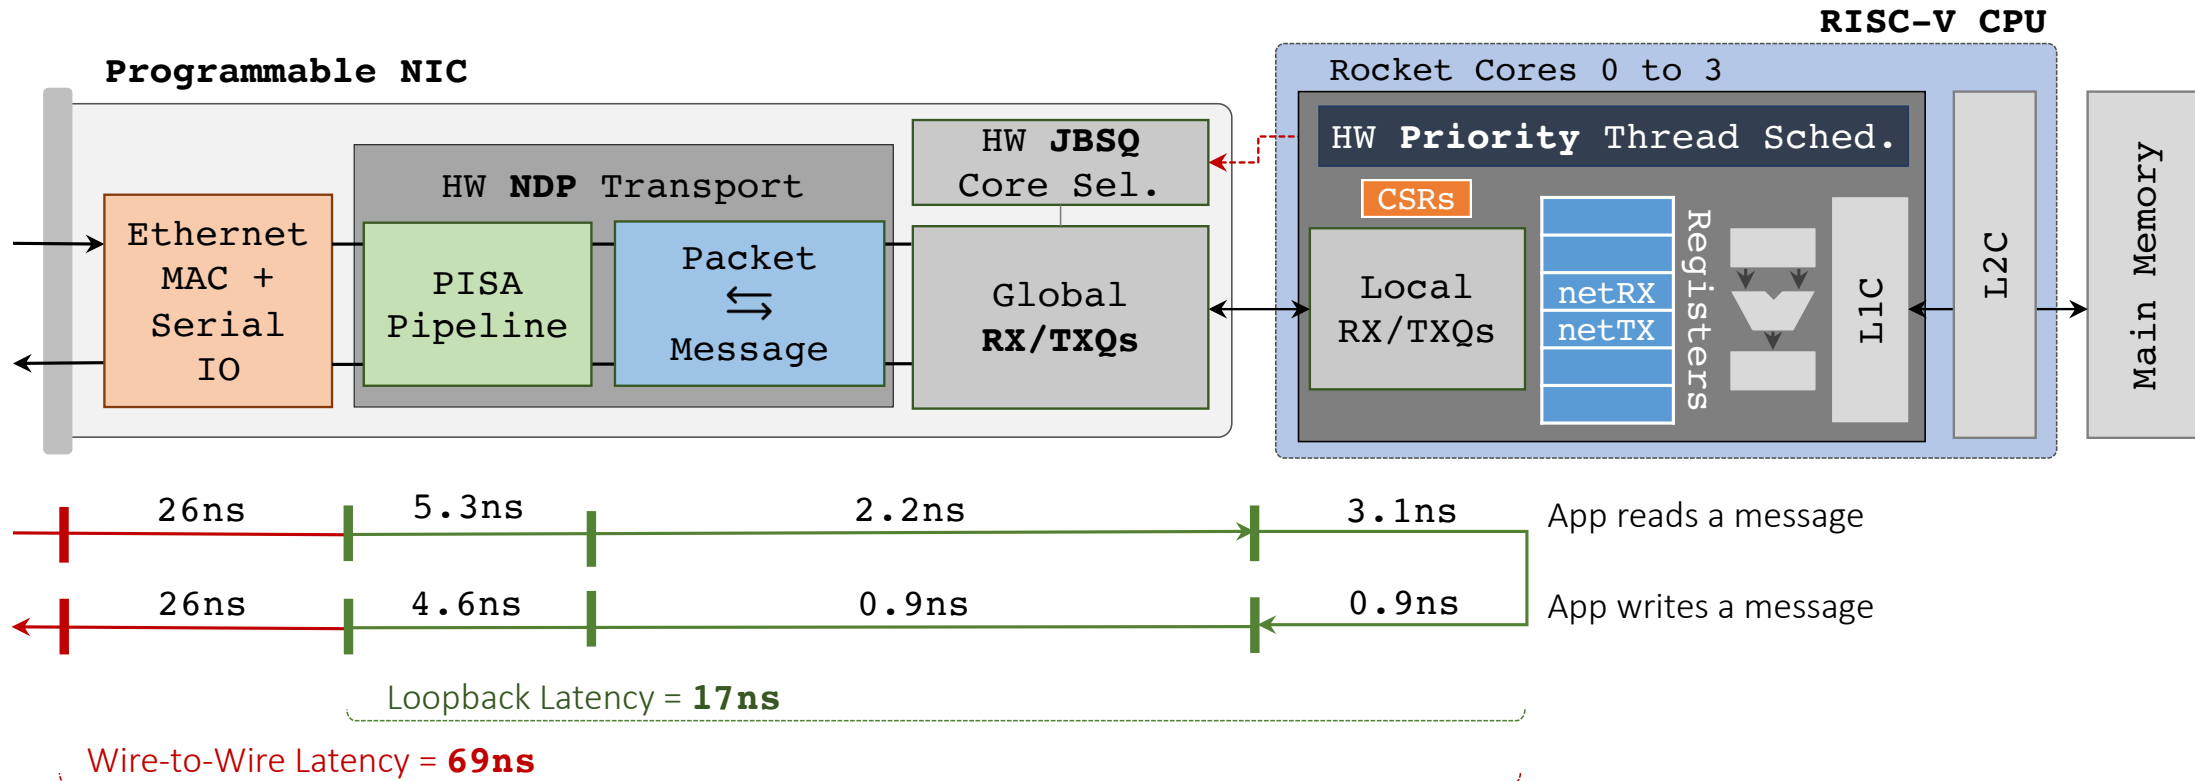 RISC-V CPU
Programmable NIC
Rocket Cores 0 to 3
HW JBSQ
Core Sel.
HW Priority Thread Sched.
HW NDP Transport
CSRs
Ethernet
MAC +
Serial
IO
PISA
Pipeline
Packet
⇆
Message
Global
RX/TXQs
Local
RX/TXQs
netRX
netTX
Registers
L1C
L2C
Main Memory
26ns
5.3ns
2.2ns
3.1ns
App reads a message
26ns
4.6ns
0.9ns
0.9ns
App writes a message
Loopback Latency = 17ns
Wire-to-Wire Latency = 69ns